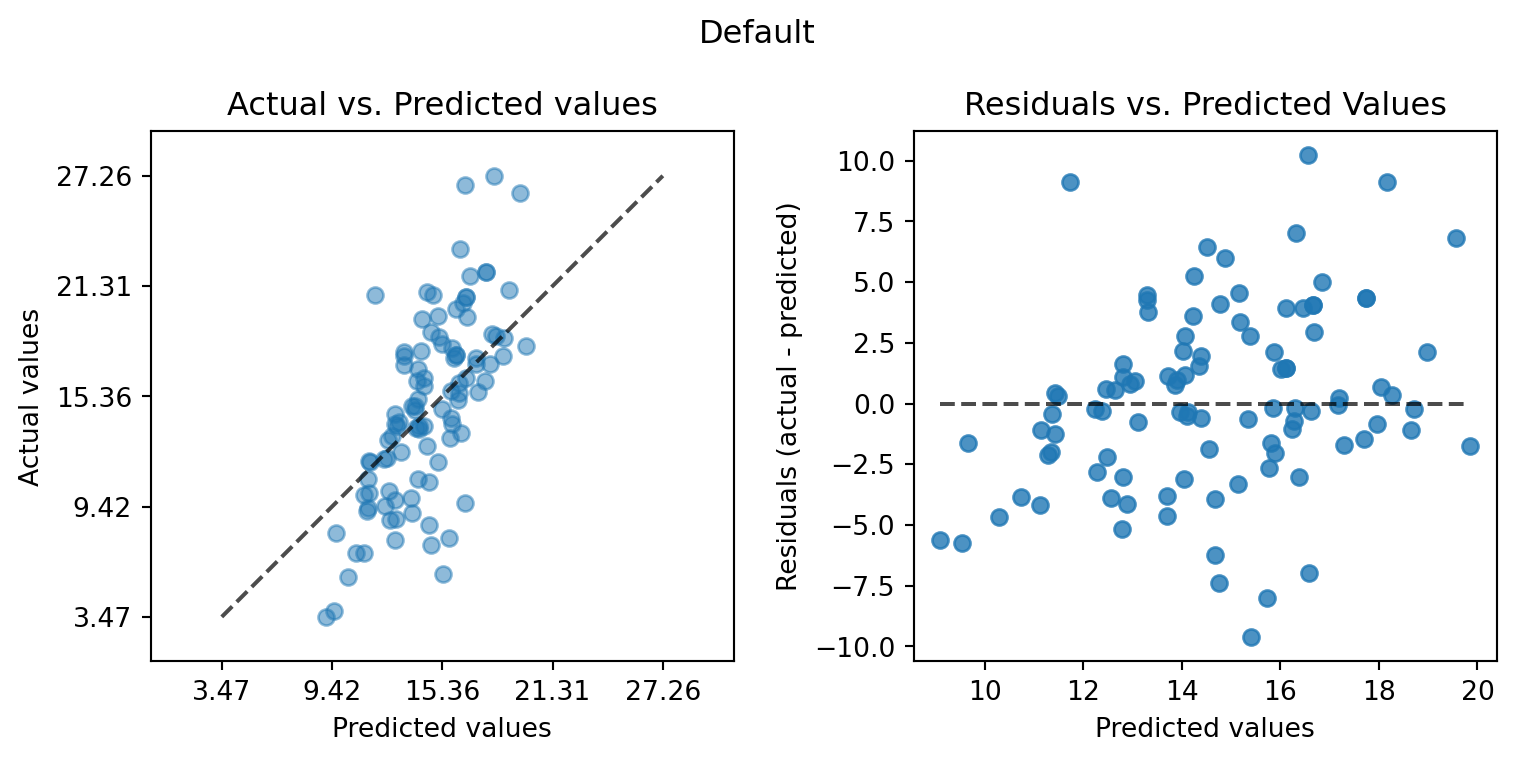 Default
Actual vs. Predicted values
27.26
21.31
15.36
9.42
3.47
Actual values
3.47 9.42 15.36 21.31 27.26
Predicted values
Residuals vs. Predicted Values
10.0
7.5
5.0
2.5
0.0
−2.5
−5.0
−7.5
−10.0
Residuals (actual - predicted)
10 12 14 16 18 20
Predicted values